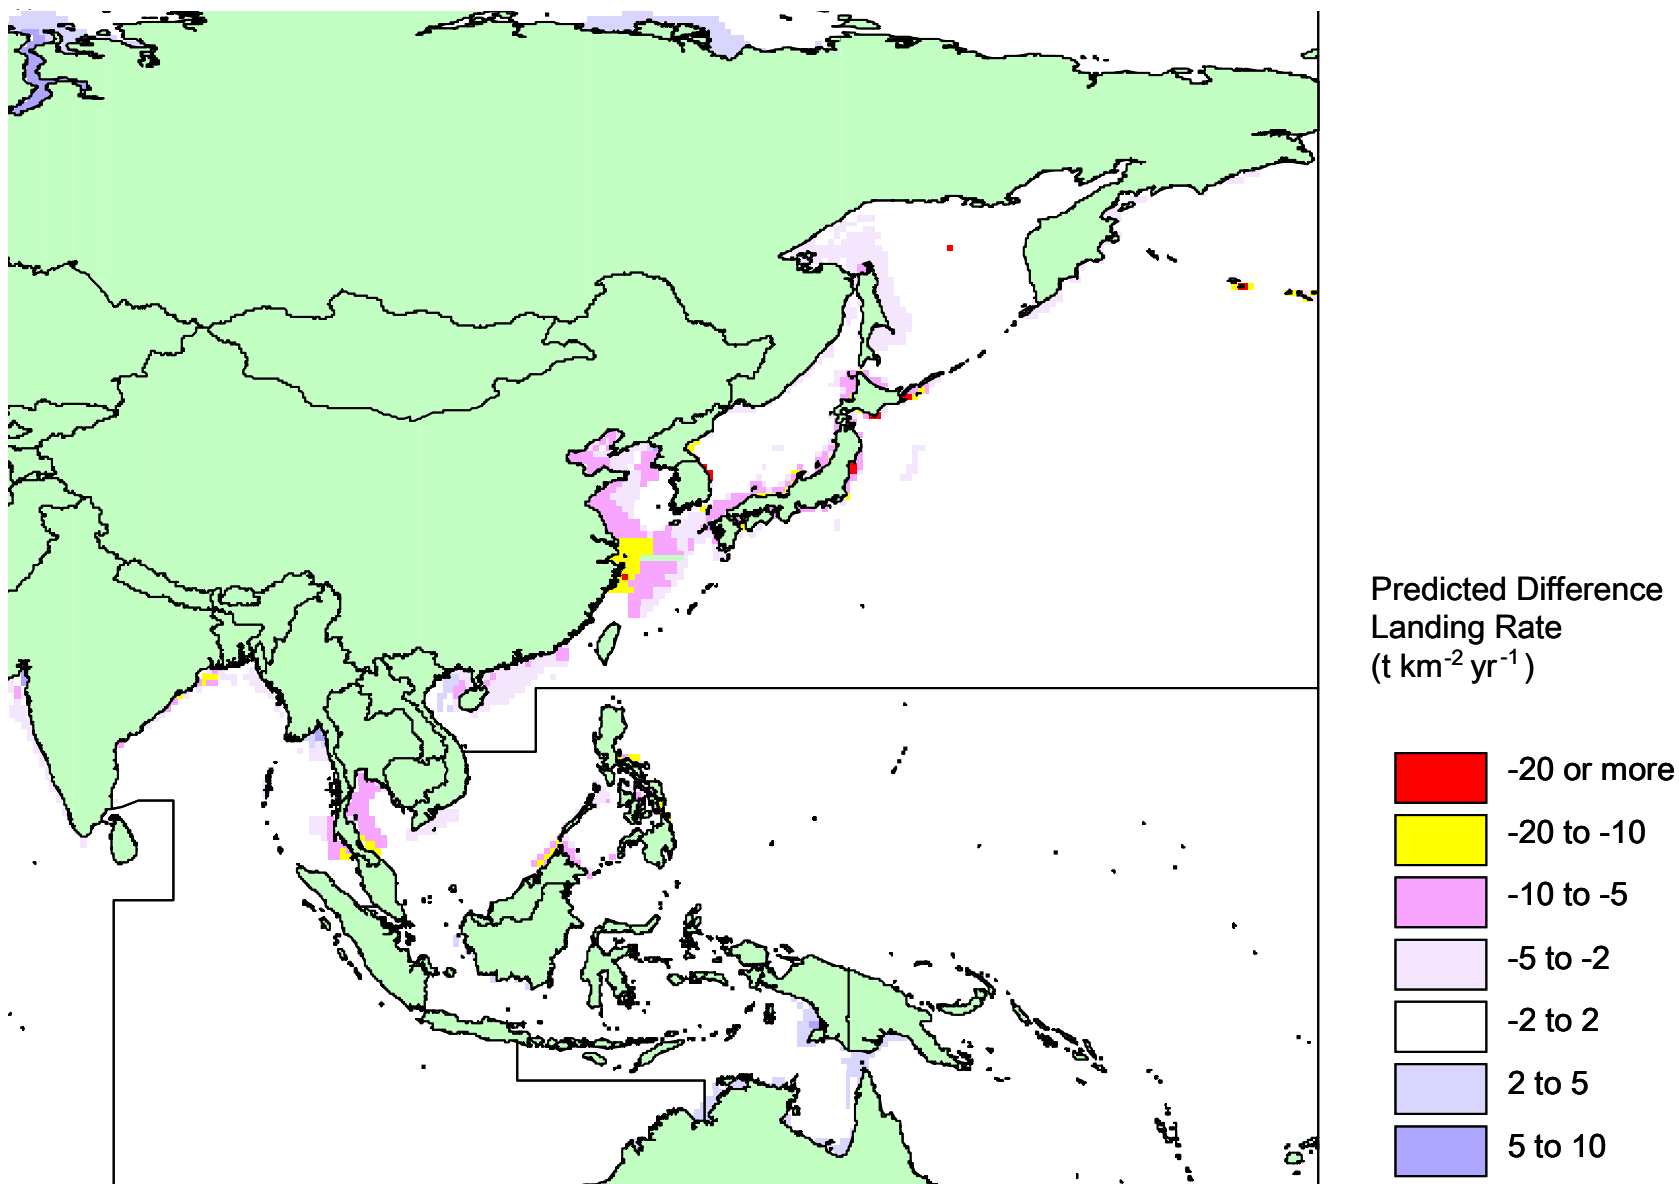 Predicted Difference
Landing Rate
(t km⁻² yr⁻¹)
-20 or more
-20 to -10
-10 to -5
-5 to -2
-2 to 2
2 to 5
5 to 10